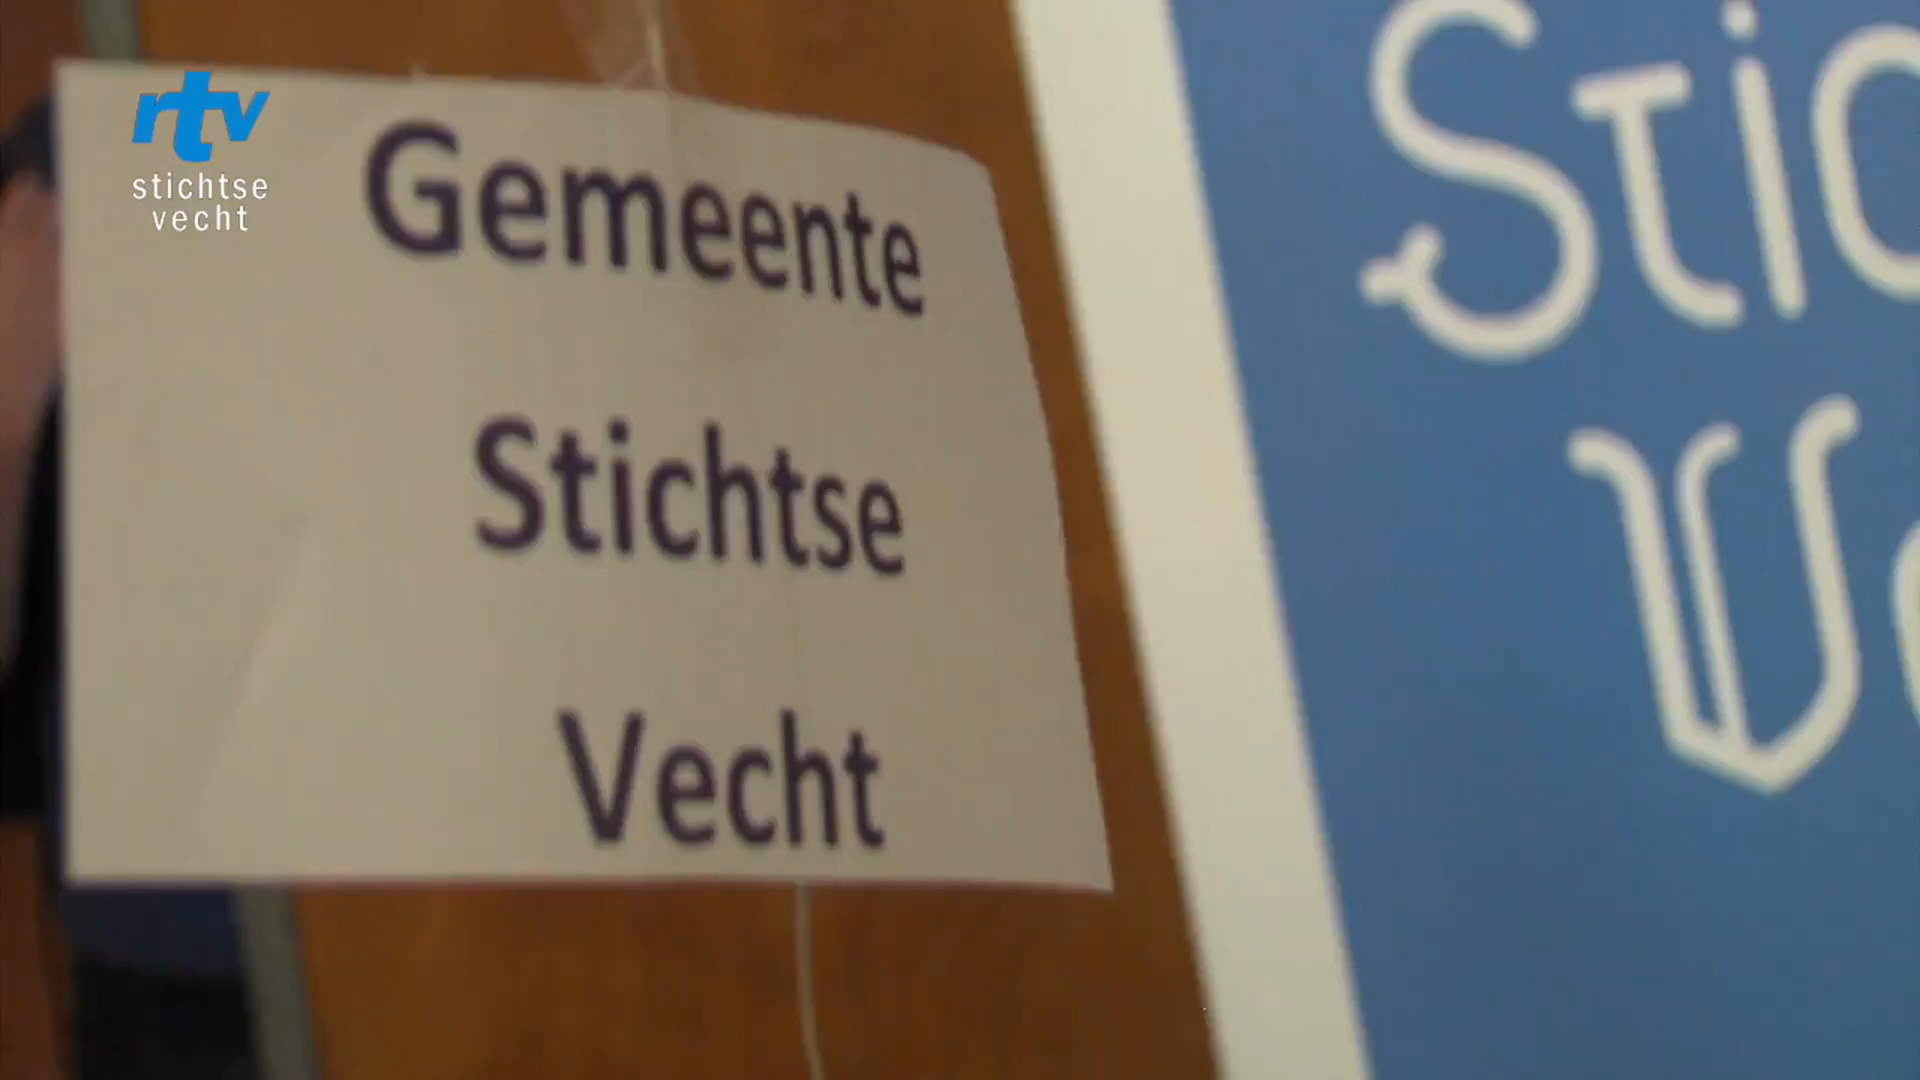 rtv
stichtse
vecht
Gemeente
Stichtse
Vecht